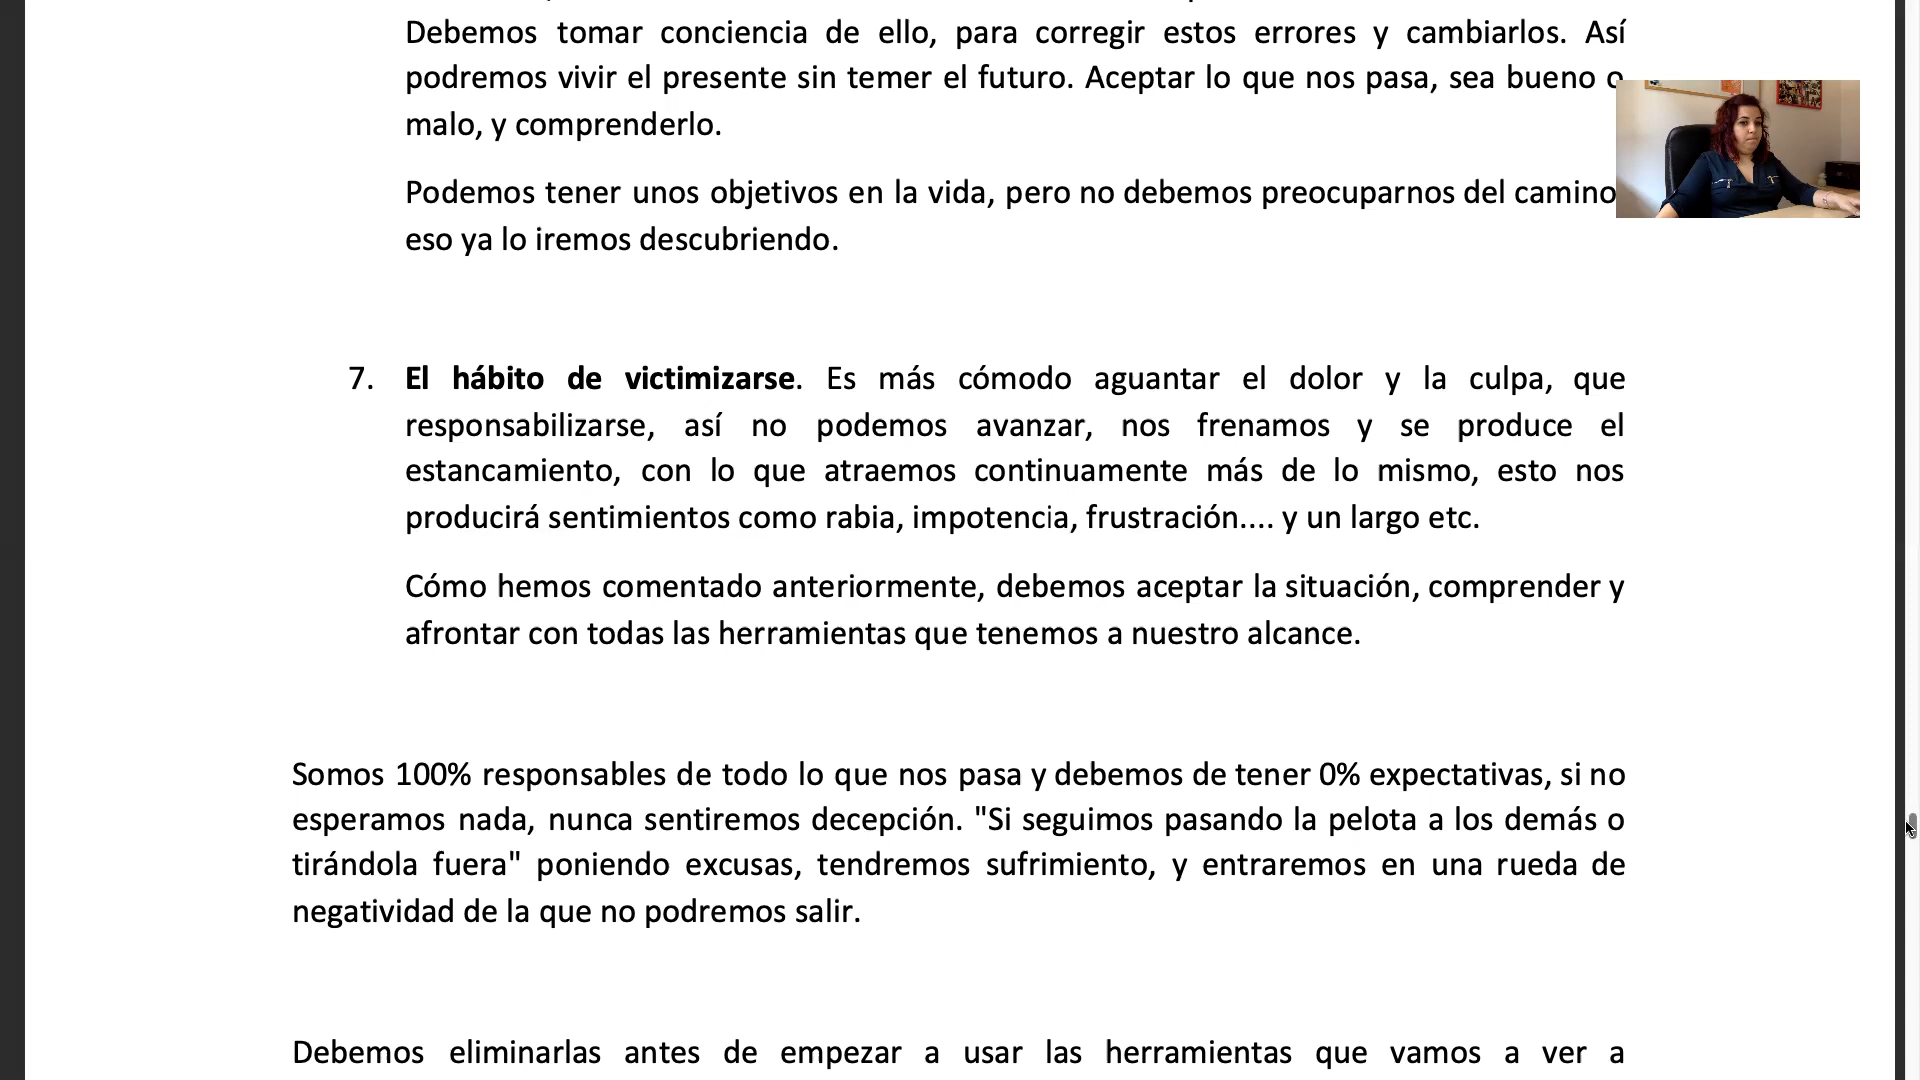 Debemos tomar conciencia de ello, para corregir estos errores y cambiarlos. Así
podremos vivir el presente sin temer el futuro. Aceptar lo que nos pasa, sea bueno o
malo, y comprenderlo.
Podemos tener unos objetivos en la vida, pero no debemos preocuparnos del camino
eso ya lo iremos descubriendo.
7. El hábito de victimizarse. Es más cómodo aguantar el dolor y la culpa, que
responsabilizarse, así no podemos avanzar, nos frenamos y se produce el
estancamiento, con lo que atraemos continuamente más de lo mismo, esto nos
producirá sentimientos como rabia, impotencia, frustración.... y un largo etc.
Cómo hemos comentado anteriormente, debemos aceptar la situación, comprender y
afrontar con todas las herramientas que tenemos a nuestro alcance.
Somos 100% responsables de todo lo que nos pasa y debemos de tener 0% expectativas, si no
esperamos nada, nunca sentiremos decepción. "Si seguimos pasando la pelota a los demás o
tirándola fuera" poniendo excusas, tendremos sufrimiento, y entraremos en una rueda de
negatividad de la que no podremos salir.
Debemos eliminarlas antes de empezar a usar las herramientas que vamos a ver a